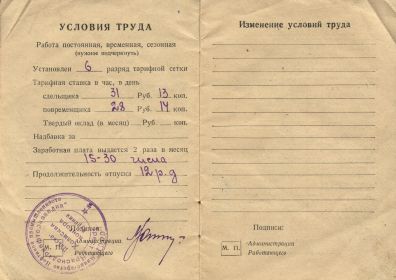 УСЛОВИЯ ТРУДА
Работа постоянная, временная, сезонная
(нужное подчеркнуть)
Установлен 6 разряд тарифной сетки
Тарифная ставка в час, в день
сдельщика 31 Руб. 13 коп.
повременщика 28 Руб. 14 коп.
Твердый оклад (в месяц) Руб. коп.
Надбавка за
Заработная плата выдается 2 раза в месяц
15-30 числа
Продолжительность отпуска 12 р.д
Подписи:
Администрации
М. П. Работающего
Изменение условий труда
Подписи:
М. П. Администрации
Работающего